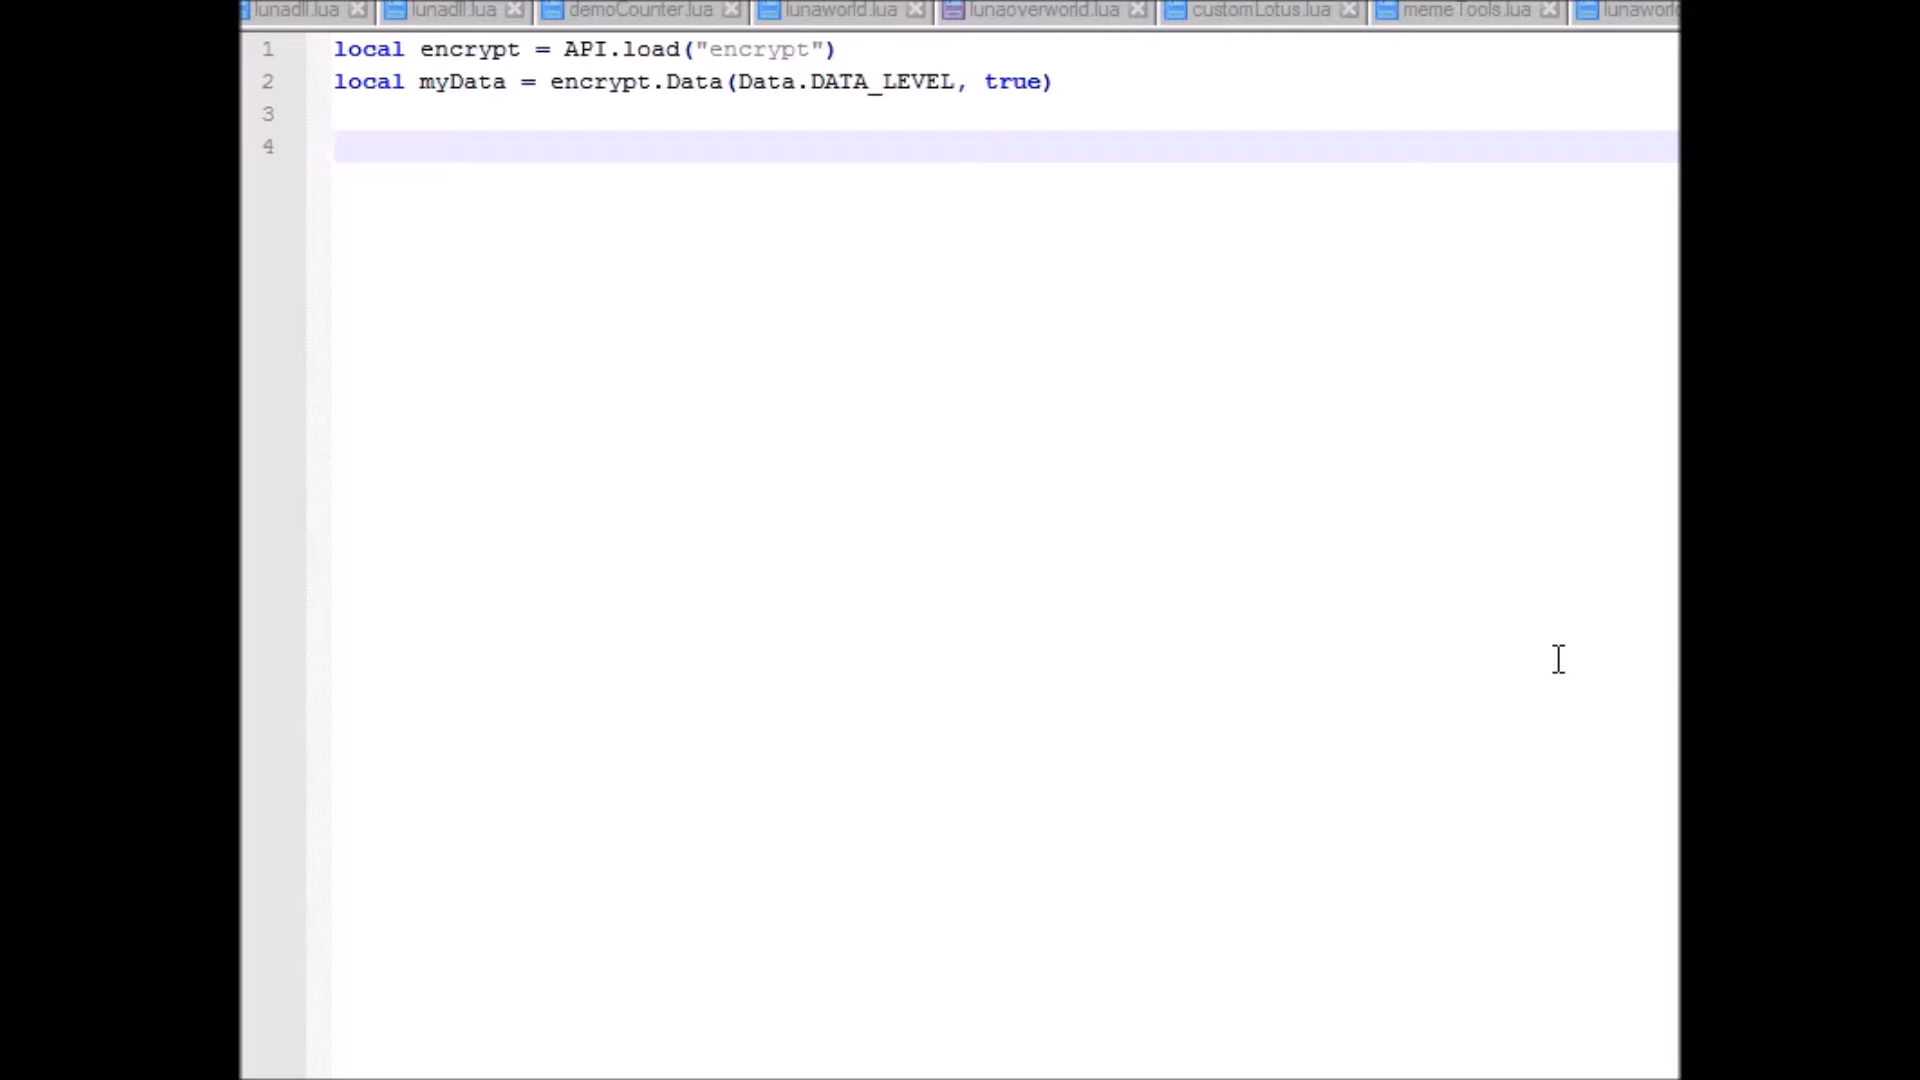 lunadll.lua lunadll.lua demoCounter.lua lunaworld.lua lunaoverworld.lua customLotus.lua memeTools.lua lunaworld
1 local encrypt = API.load("encrypt")
2 local myData = encrypt.Data(Data.DATA_LEVEL, true)
3
4